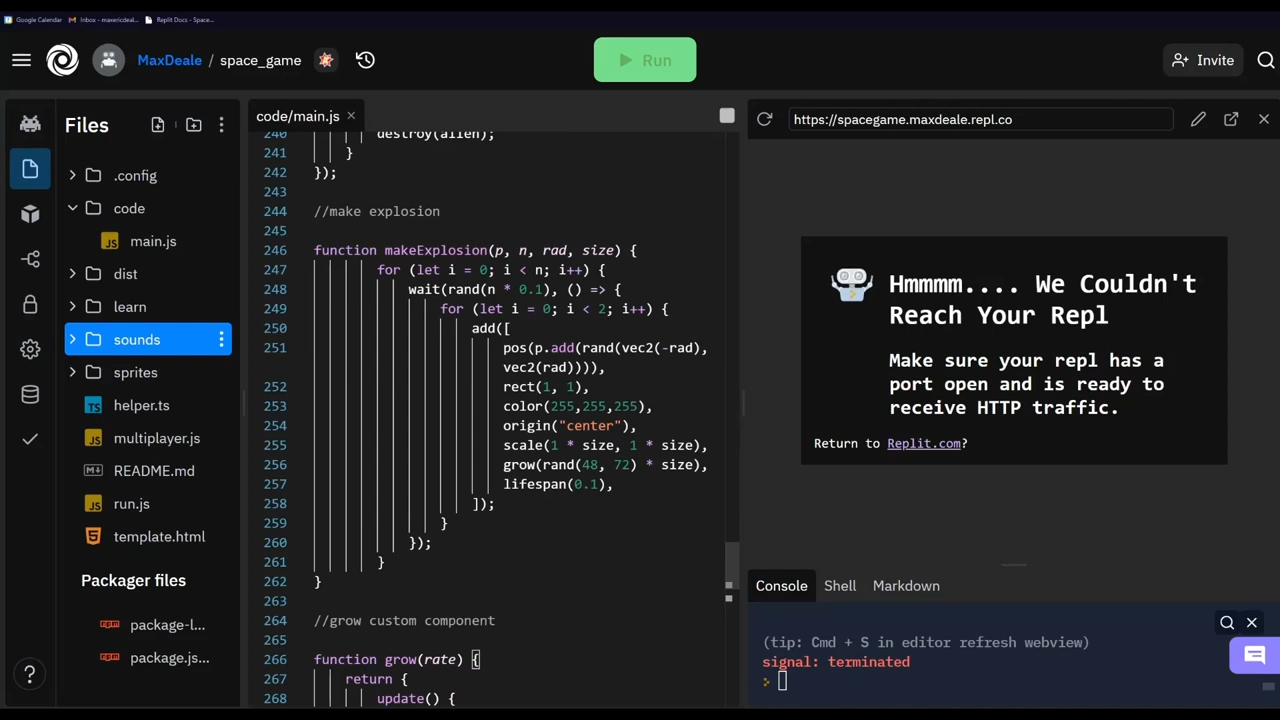 Google Calendar
Inbox - maxericdeal...
Replit Docs - Space...
MaxDeale / space_game
Run
Invite
Files
.config
code
main.js
dist
learn
sounds
sprites
helper.ts
multiplayer.js
README.md
run.js
template.html
Packager files
package-l...
package.js...
code/main.js
240 destroy(alien);
241 }
242 });
243
244 //make explosion
245
246 function makeExplosion(p, n, rad, size) {
247 for (let i = 0; i < n; i++) {
248 wait(rand(n * 0.1), () => {
249 for (let i = 0; i < 2; i++) {
250 add([
251 pos(p.add(rand(vec2(-rad),
vec2(rad)))),
252 rect(1, 1),
253 color(255,255,255),
254 origin("center"),
255 scale(1 * size, 1 * size),
256 grow(rand(48, 72) * size),
257 lifespan(0.1),
258 ]);
259 }
260 });
261 }
262 }
263
264 //grow custom component
265
266 function grow(rate) {
267 return {
268 update() {
https://spacegame.maxdeale.repl.co
Hmmmm.... We Couldn't
Reach Your Repl
Make sure your repl has a
port open and is ready to
receive HTTP traffic.
Return to Replit.com?
Console
Shell
Markdown
(tip: Cmd + S in editor refresh webview)
signal: terminated
>